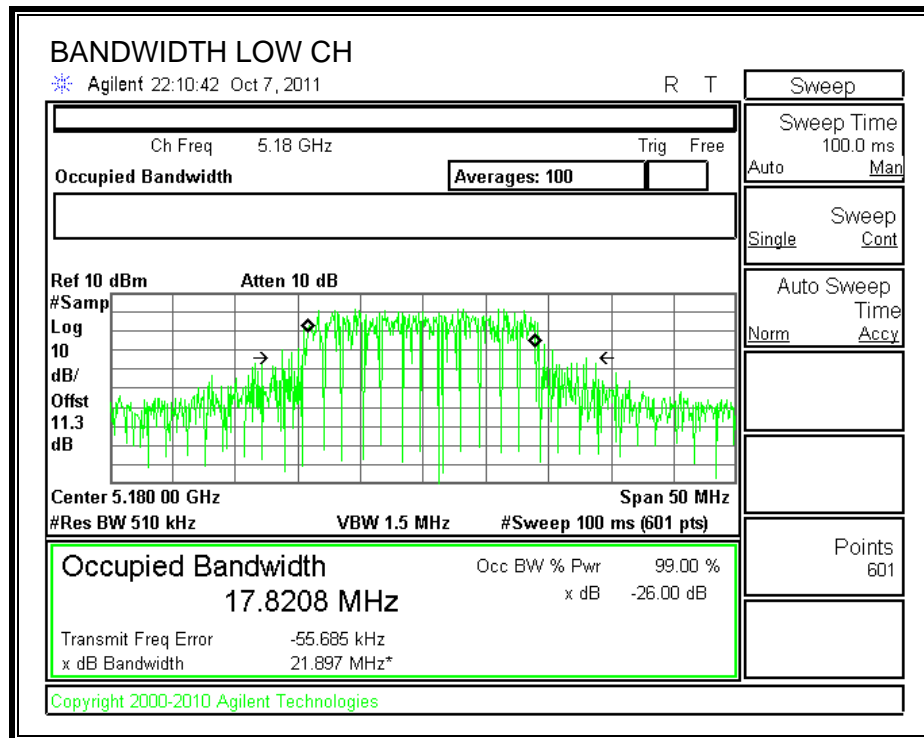 BANDWIDTH LOW CH
Agilent 22:10:42 Oct 7, 2011 R T
Ch Freq 5.18 GHz Trig Free
Occupied Bandwidth Averages: 100
Ref 10 dBm Atten 10 dB
#Samp
Log
10
dB/
Offst
11.3
dB
Center 5.180 00 GHz Span 50 MHz
#Res BW 510 kHz VBW 1.5 MHz #Sweep 100 ms (601 pts)
Occupied Bandwidth Occ BW % Pwr 99.00 %
17.8208 MHz x dB -26.00 dB
Transmit Freq Error -55.685 kHz
x dB Bandwidth 21.897 MHz*
Copyright 2000-2010 Agilent Technologies
Sweep
Sweep Time
100.0 ms
Auto Man
Sweep
Single Cont
Auto Sweep
Time
Norm Accy
Points
601